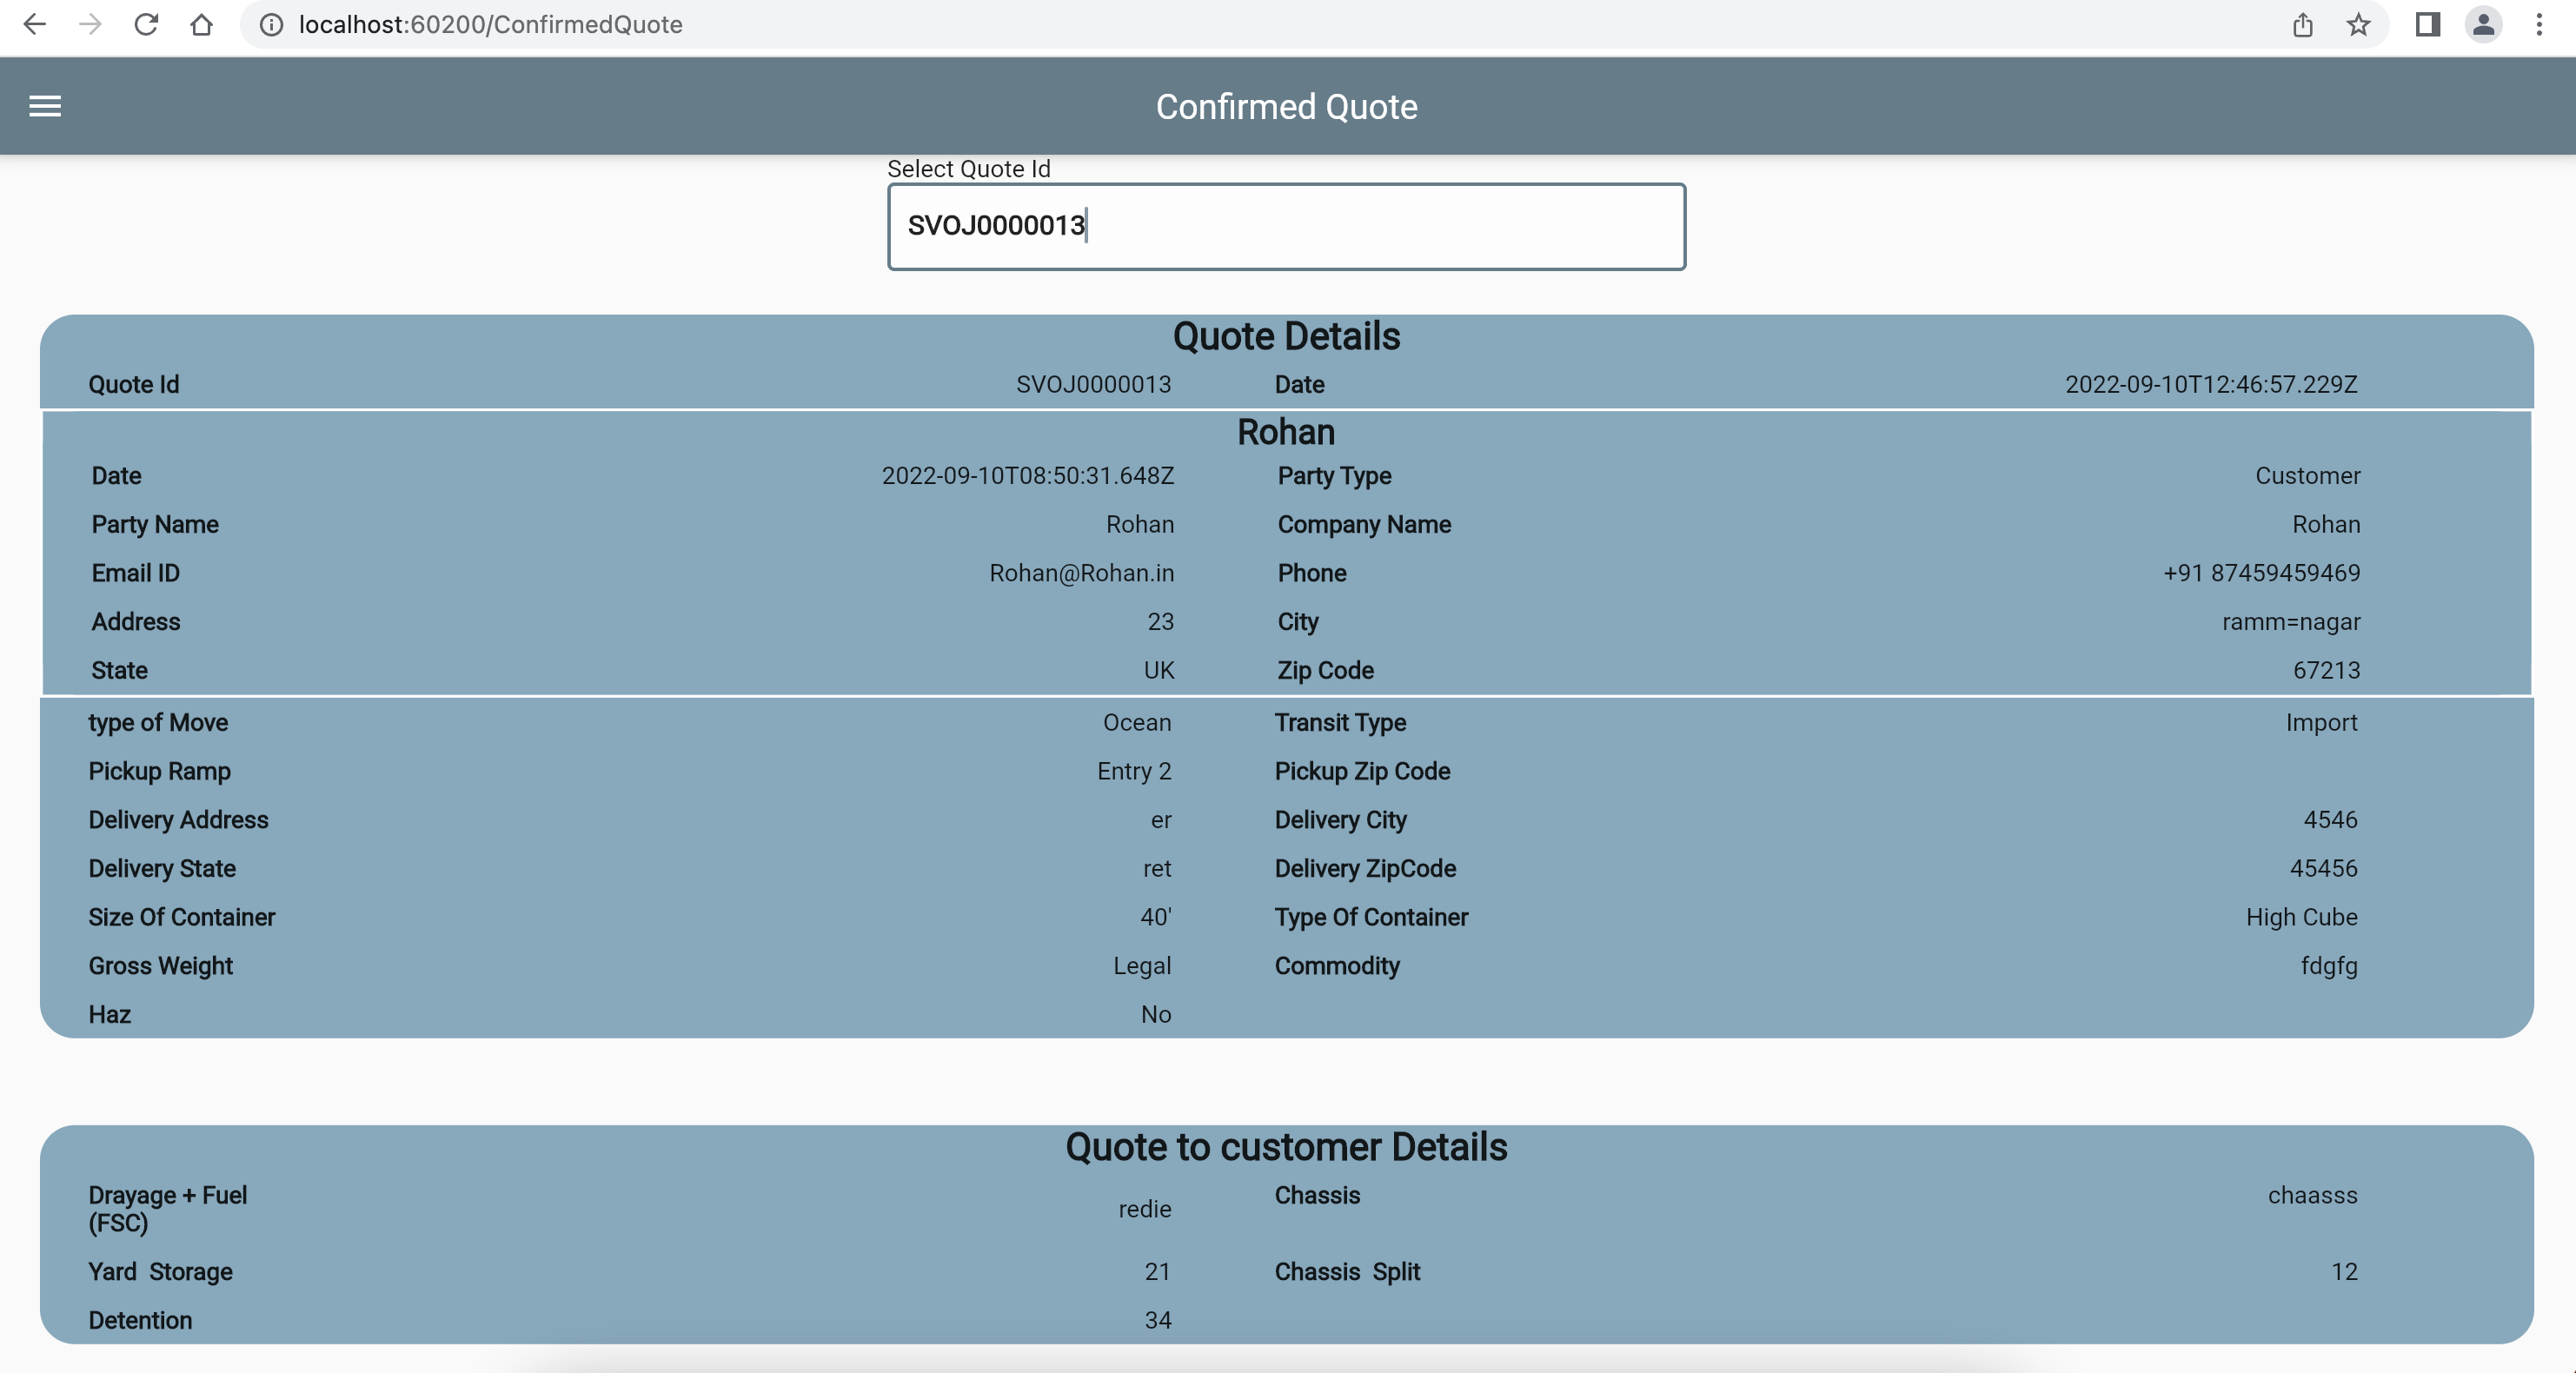 localhost:60200/ConfirmedQuote
Confirmed Quote
Select Quote Id
SVOJ0000013
Quote Details
Quote Id SVOJ0000013 Date 2022-09-10T12:46:57.229Z
Rohan
Date 2022-09-10T08:50:31.648Z Party Type Customer
Party Name Rohan Company Name Rohan
Email ID Rohan@Rohan.in Phone +91 87459459469
Address 23 City ramm=nagar
State UK Zip Code 67213
type of Move Ocean Transit Type Import
Pickup Ramp Entry 2 Pickup Zip Code
Delivery Address er Delivery City 4546
Delivery State ret Delivery ZipCode 45456
Size Of Container 40' Type Of Container High Cube
Gross Weight Legal Commodity fdgfg
Haz No
Quote to customer Details
Drayage + Fuel (FSC) redie Chassis chaasss
Yard Storage 21 Chassis Split 12
Detention 34